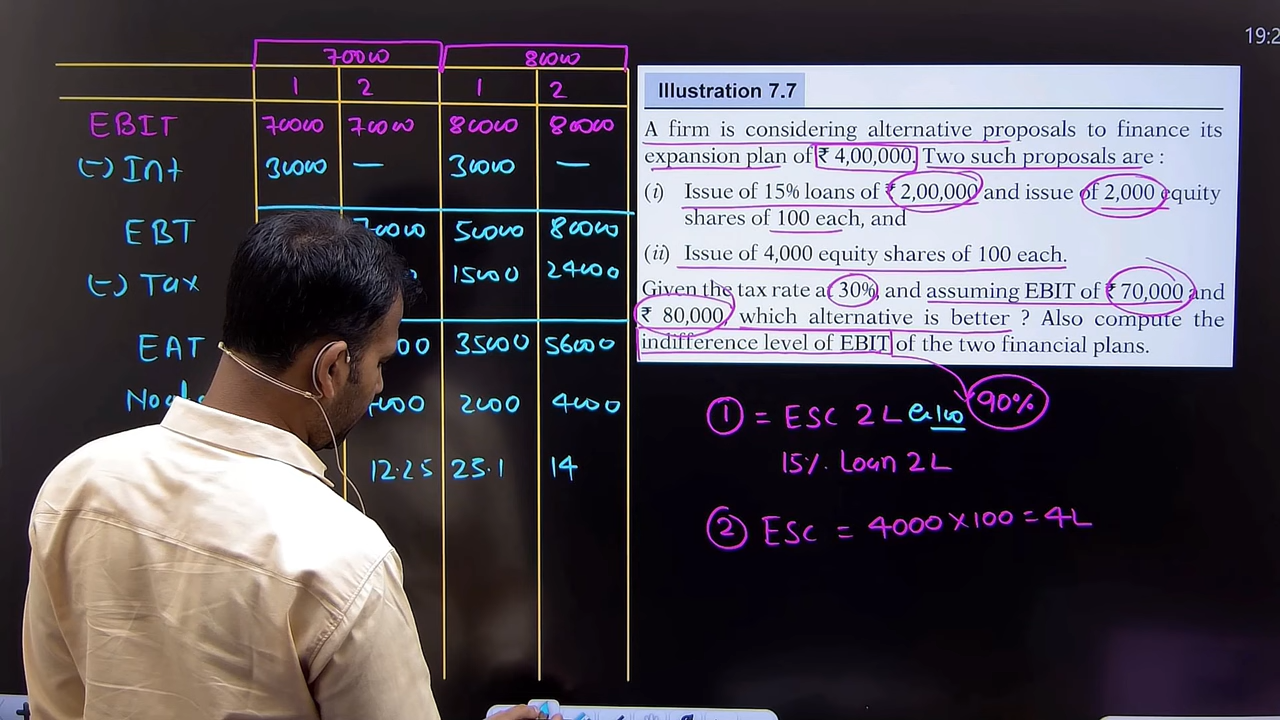 19:2
70000 80000
1 2 1 2
EBIT 70000 70000 80000 80000
(-) Int 30000 — 30000 —
EBT 50000 80000
(-) Tax 15000 24000
EAT 35000 56000
2000 4000
12.25 23.1 14
Illustration 7.7
A firm is considering alternative proposals to finance its
expansion plan of ₹ 4,00,000. Two such proposals are :
(i) Issue of 15% loans of ₹ 2,00,000 and issue of 2,000 equity
shares of 100 each, and
(ii) Issue of 4,000 equity shares of 100 each.
Given the tax rate at 30% and assuming EBIT of ₹ 70,000 and
₹ 80,000, which alternative is better ? Also compute the
indifference level of EBIT of the two financial plans.
90%
① = ESC 2L @100
15% Loan 2L
② ESC = 4000 × 100 = 4L